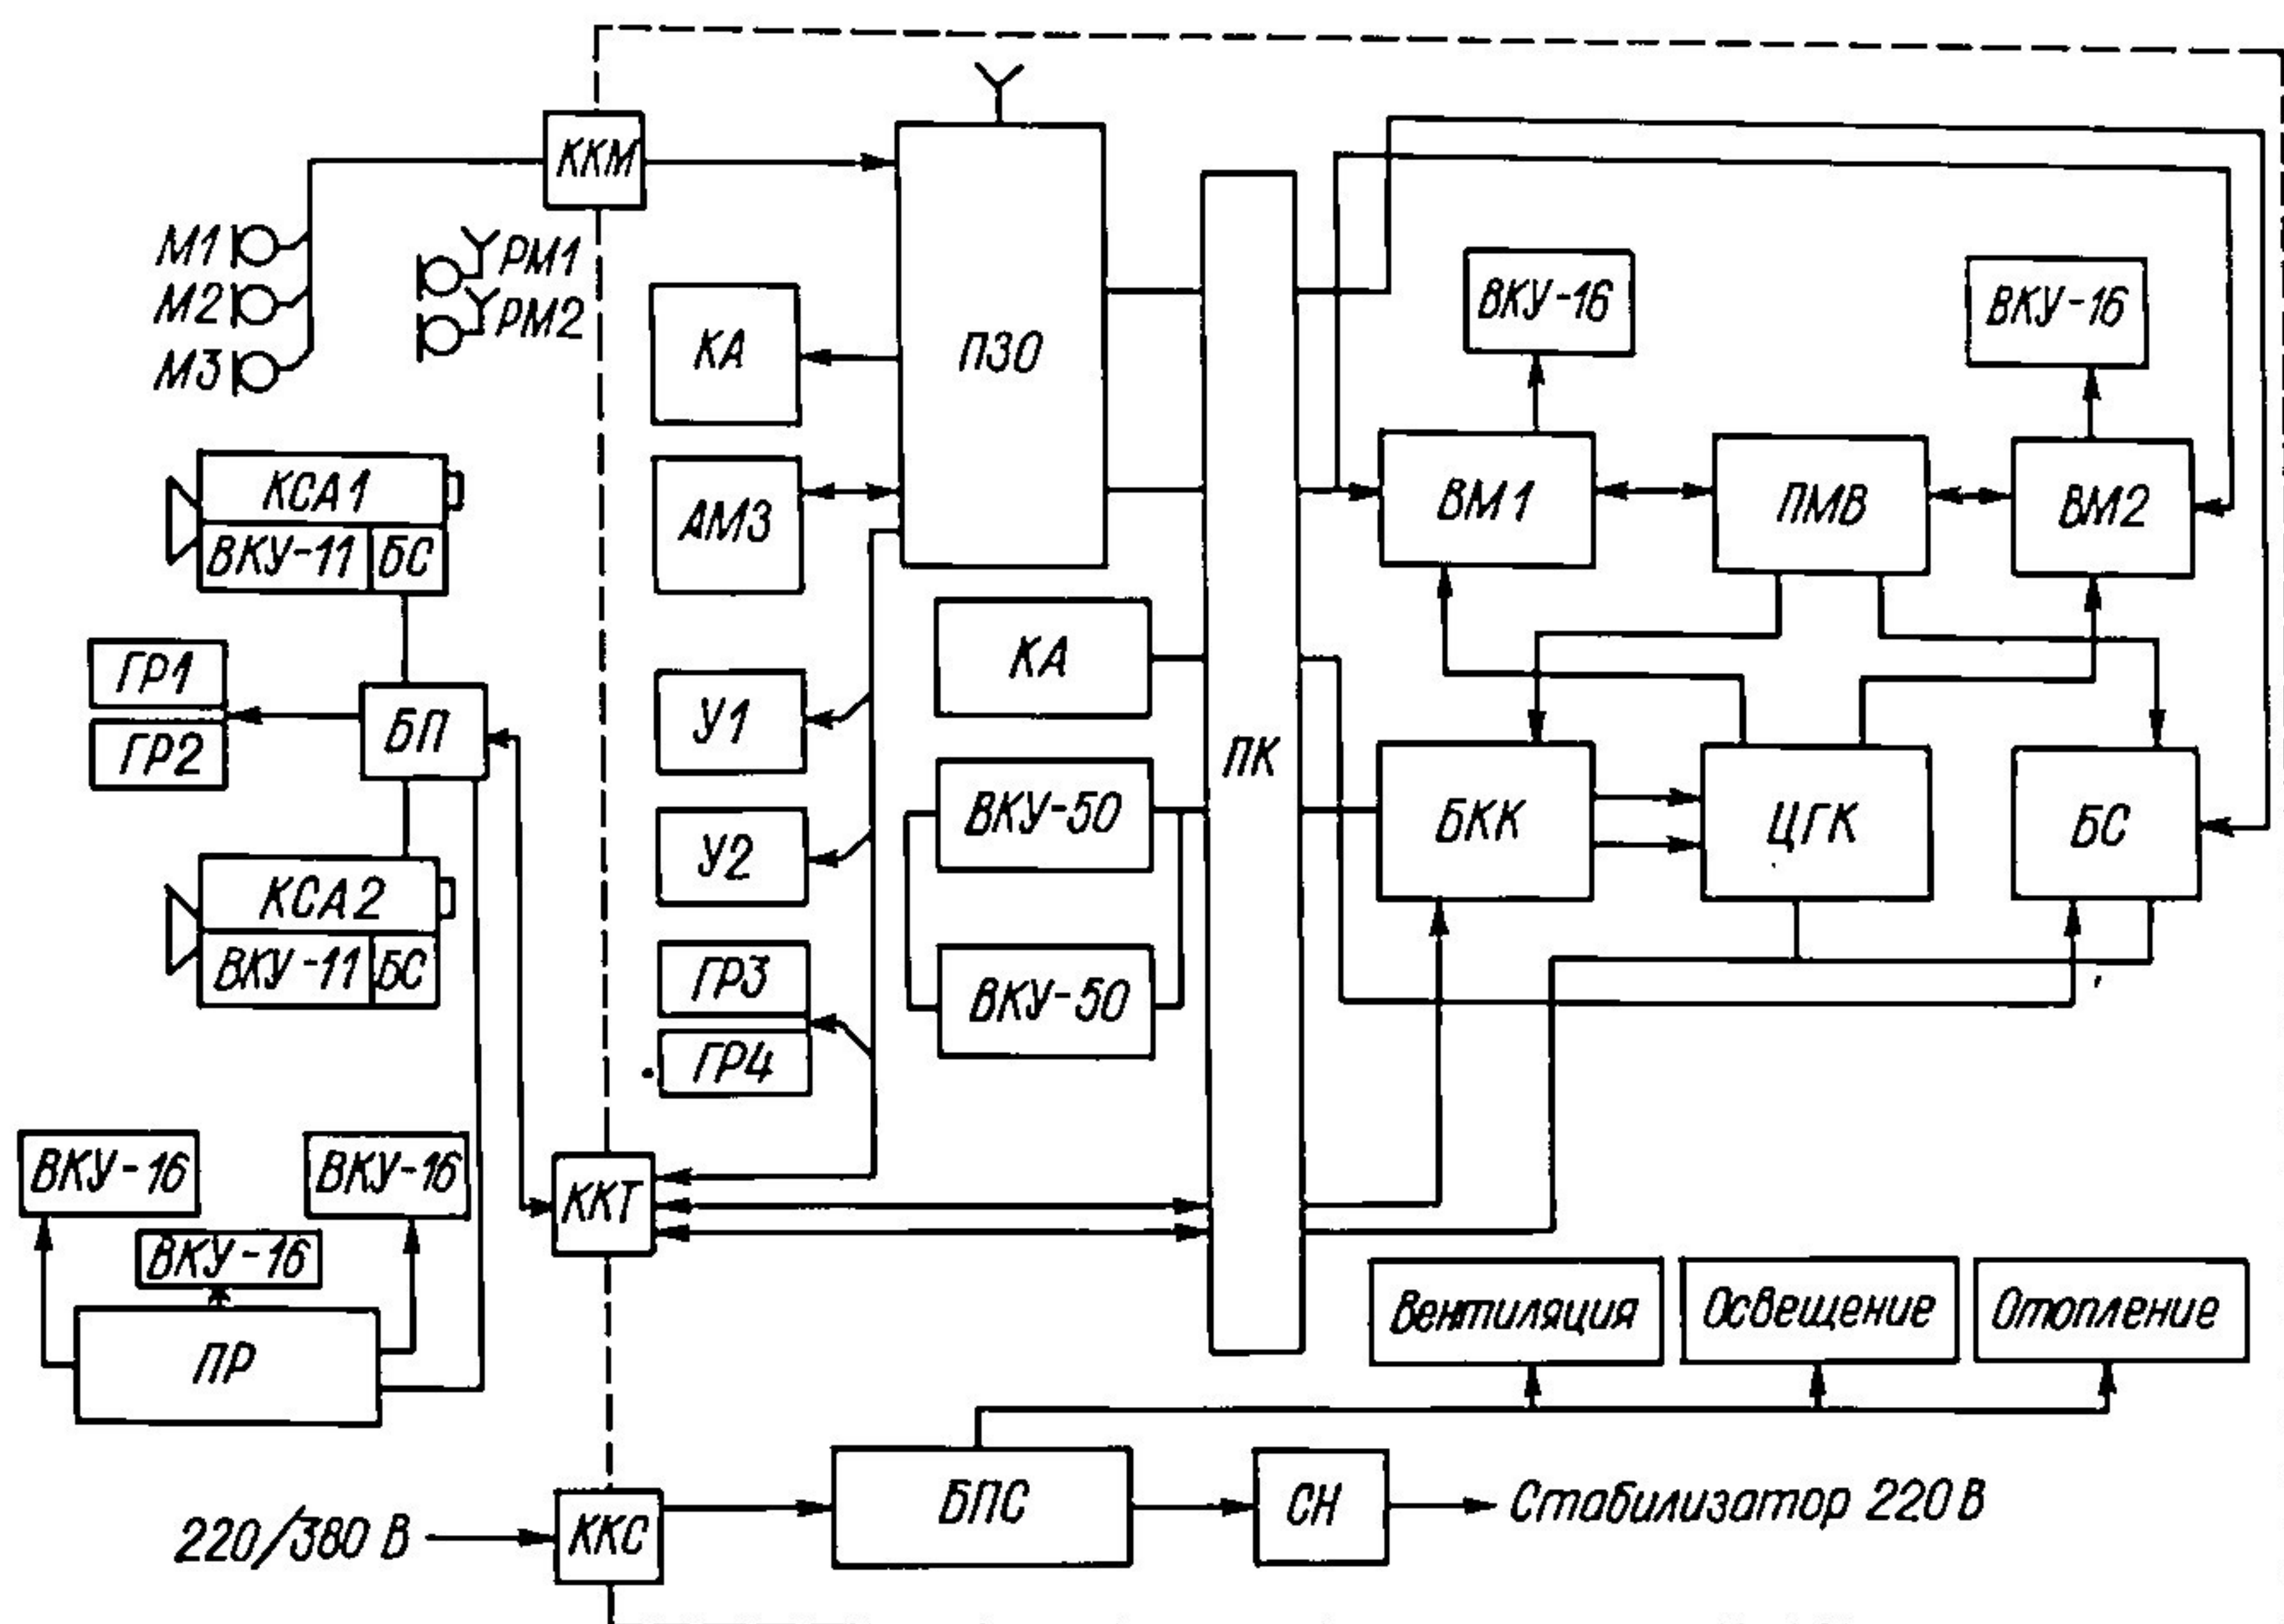 ККМ
М1
М2
М3
РМ1
РМ2
КА
ПЗО
ВКУ-16
ВКУ-16
КСА1
ВКУ-11
БС
АМЗ
ВМ1
ПМВ
ВМ2
ГР1
ГР2
БП
У1
КА
ПК
У2
ВКУ-50
БКК
ЦГК
БС
КСА2
ВКУ-11
БС
ГР3
ГР4
ВКУ-50
ВКУ-16
ВКУ-16
ВКУ-16
ПР
ККТ
Вентиляция
Освещение
Отопление
220/380 В
ККС
БПС
СН
Стабилизатор 220 В